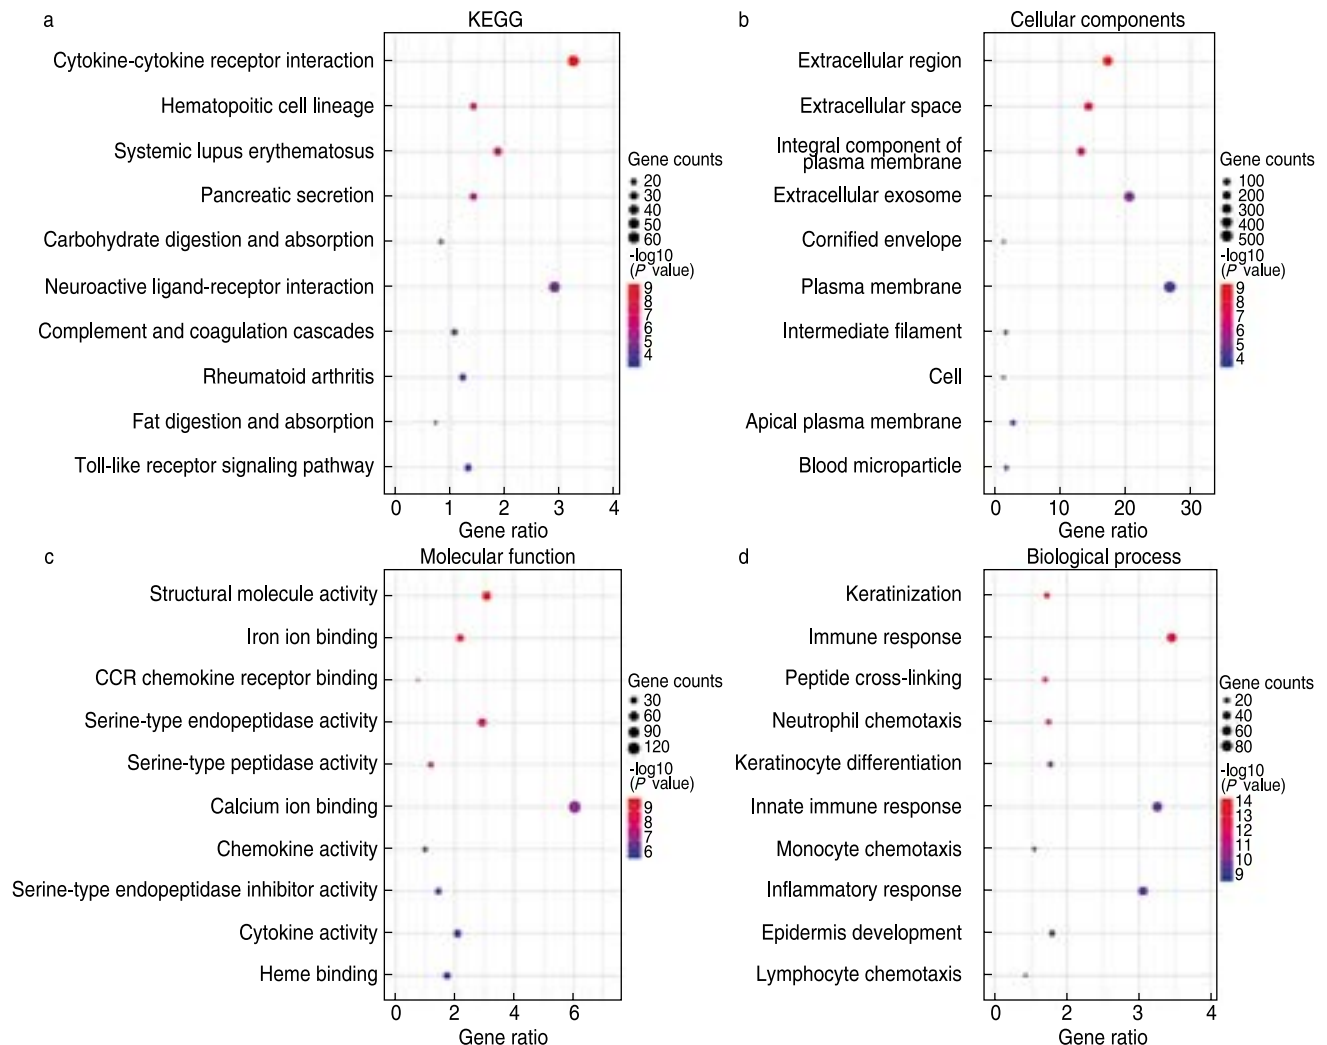 a
KEGG
Cytokine-cytokine receptor interaction
Hematopoitic cell lineage
Systemic lupus erythematosus
Pancreatic secretion
Carbohydrate digestion and absorption
Neuroactive ligand-receptor interaction
Complement and coagulation cascades
Rheumatoid arthritis
Fat digestion and absorption
Toll-like receptor signaling pathway
0 1 2 3 4
Gene ratio
Gene counts
20
30
40
50
60
-log10
(P value)
9
8
7
6
5
4
b
Cellular components
Extracellular region
Extracellular space
Integral component of
plasma membrane
Extracellular exosome
Cornified envelope
Plasma membrane
Intermediate filament
Cell
Apical plasma membrane
Blood microparticle
0 10 20 30
Gene ratio
Gene counts
100
200
300
400
500
-log10
(P value)
9
8
7
6
5
4
c
Molecular function
Structural molecule activity
Iron ion binding
CCR chemokine receptor binding
Serine-type endopeptidase activity
Serine-type peptidase activity
Calcium ion binding
Chemokine activity
Serine-type endopeptidase inhibitor activity
Cytokine activity
Heme binding
0 2 4 6
Gene ratio
Gene counts
30
60
90
120
-log10
(P value)
9
8
7
6
d
Biological process
Keratinization
Immune response
Peptide cross-linking
Neutrophil chemotaxis
Keratinocyte differentiation
Innate immune response
Monocyte chemotaxis
Inflammatory response
Epidermis development
Lymphocyte chemotaxis
0 2 3 4
Gene ratio
Gene counts
20
40
60
80
-log10
(P value)
14
13
12
11
10
9